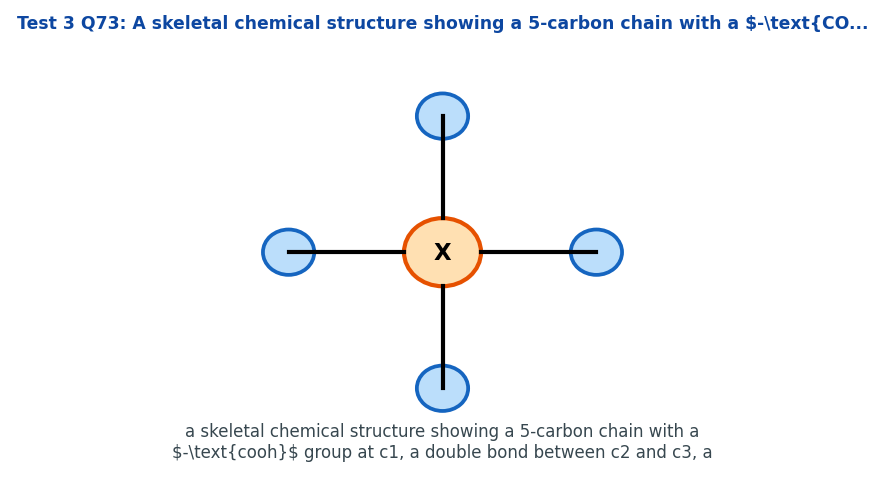 Test 3 Q73: A skeletal chemical structure showing a 5-carbon chain with a $-\text{CO...
X
a skeletal chemical structure showing a 5-carbon chain with a
$-\text{cooh}$ group at c1, a double bond between c2 and c3, a